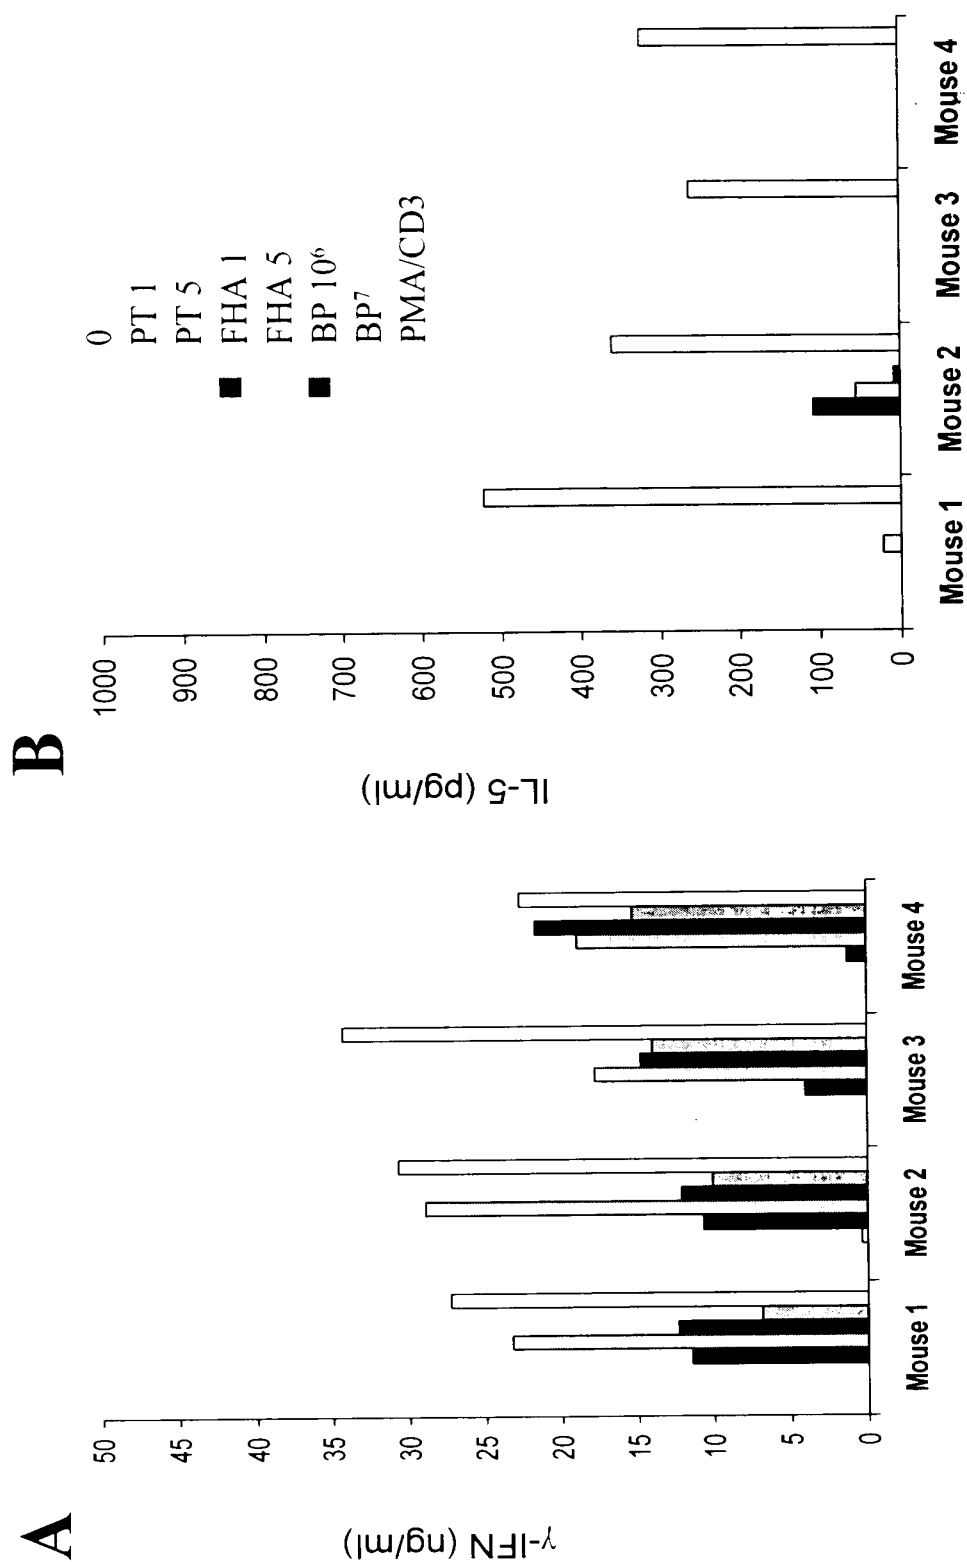 A
γ-IFN (ng/ml)
50
45
40
35
30
25
20
15
10
5
0
Mouse 1
Mouse 2
Mouse 3
Mouse 4
B
IL-5 (pg/ml)
1000
900
800
700
600
500
400
300
200
100
0
0
PT 1
PT 5
FHA 1
FHA 5
BP 10⁶
BP⁷
PMA/CD3
Mouse 1
Mouse 2
Mouse 3
Mouse 4